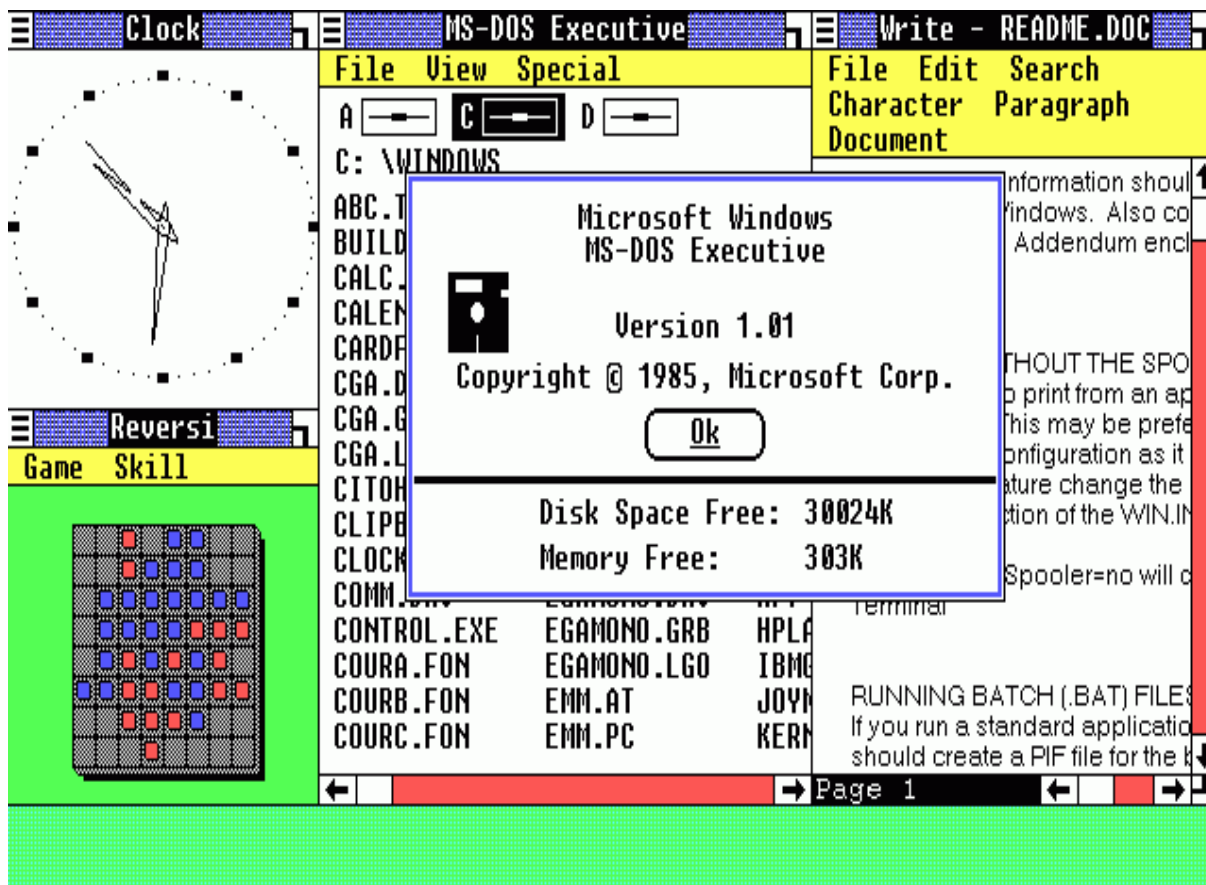 Clock
MS-DOS Executive
File View Special
A C D
C: \WINDOWS
ABC.T
BUILD
CALC.
CALEN
CARDF
CGA.D
CGA.G
CGA.L
CITOH
CLIPB
CLOCK
COMM.
CONTROL.EXE EGAMONO.GRB HPLA
COURA.FON EGAMONO.LGO IBMG
COURB.FON EMM.AT JOYM
COURC.FON EMM.PC KERN
Microsoft Windows
MS-DOS Executive
Version 1.01
Copyright © 1985, Microsoft Corp.
Ok
Disk Space Free: 30024K
Memory Free: 303K
Write - README.DOC
File Edit Search
Character Paragraph
Document
nformation shoul
indows. Also co
Addendum encl
THOUT THE SPO
o print from an ap
This may be prefe
onfiguration as it
ature change the
tion of the WIN.IN
Spooler=no will c
Terminal
RUNNING BATCH (.BAT) FILES
If you run a standard applicatio
should create a PIF file for the b
Page 1
Reversi
Game Skill